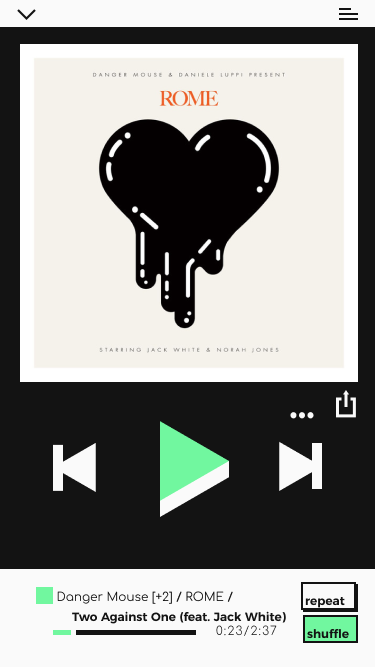 DANGER MOUSE & DANIELE LUPPI PRESENT
ROME
STARRING JACK WHITE & NORAH JONES
Danger Mouse [+2] / ROME /
Two Against One (feat. Jack White)
0:23/2:37
repeat
shuffle